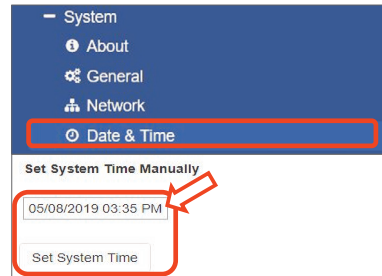 System
About
General
Network
Date & Time
Set System Time Manually
05/08/2019 03:35 PM
Set System Time